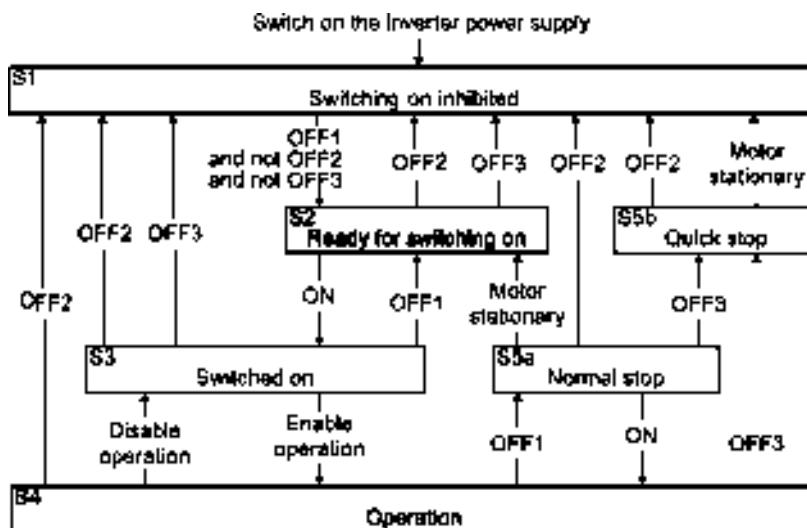 Switch on the Inverter power supply
S1
Switching on inhibited
OFF1
and not OFF2
and not OFF3
OFF2
OFF3
OFF2
OFF2
Motor
stationary
S2
Ready for switching on
S5b
Quick stop
OFF2
OFF3
OFF2
ON
OFF1
Motor
stationary
OFF3
S3
Switched on
S5a
Normal stop
Disable
operation
Enable
operation
OFF1
ON
OFF3
S4
Operation